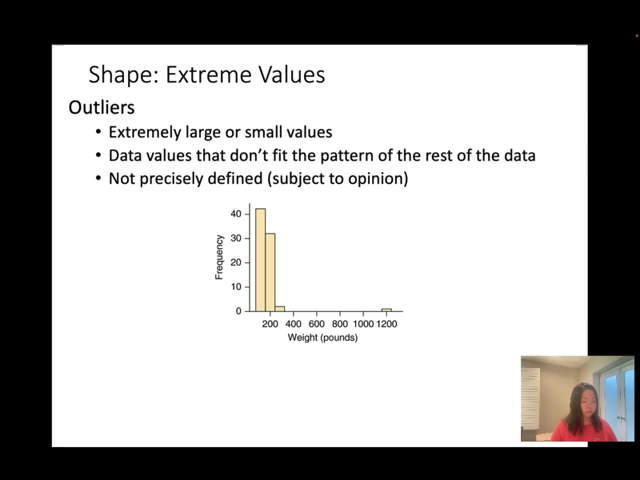 Shape: Extreme Values
Outliers
• Extremely large or small values
• Data values that don't fit the pattern of the rest of the data
• Not precisely defined (subject to opinion)
40
30
20
10
0
Frequency
200 400 600 800 1000 1200
Weight (pounds)